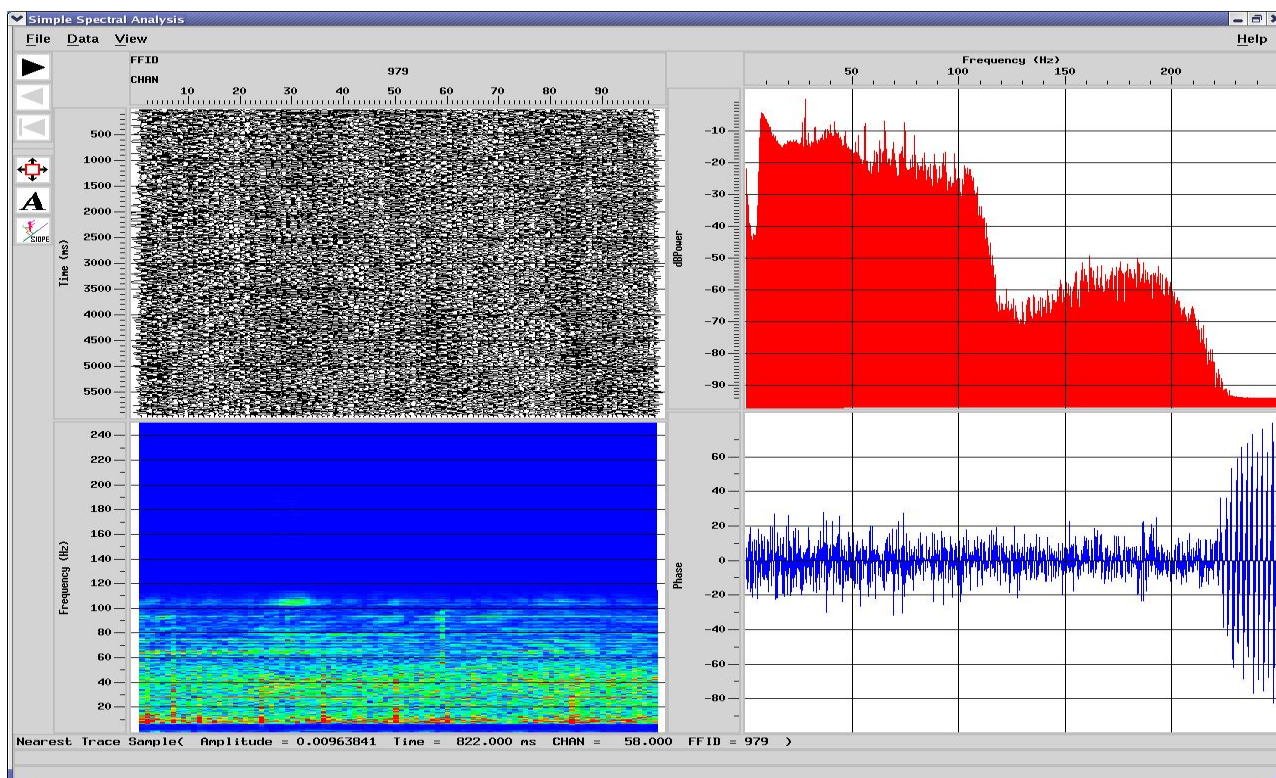 Simple Spectral Analysis
File Data View Help
FFID
979
CHAN
10 20 30 40 50 60 70 80 90
Time (ms)
500
1000
1500
2000
2500
3000
3500
4000
4500
5000
5500
A
SLOPE
Frequency (Hz)
50 100 150 200
dBPower
-10
-20
-30
-40
-50
-60
-70
-80
-90
Frequency (Hz)
240
220
200
180
160
140
120
100
80
60
40
20
Phase
60
40
20
0
-20
-40
-60
-80
Nearest Trace Sample( Amplitude = 0.00963841 Time = 822.000 ms CHAN = 58.000 FFID = 979 )